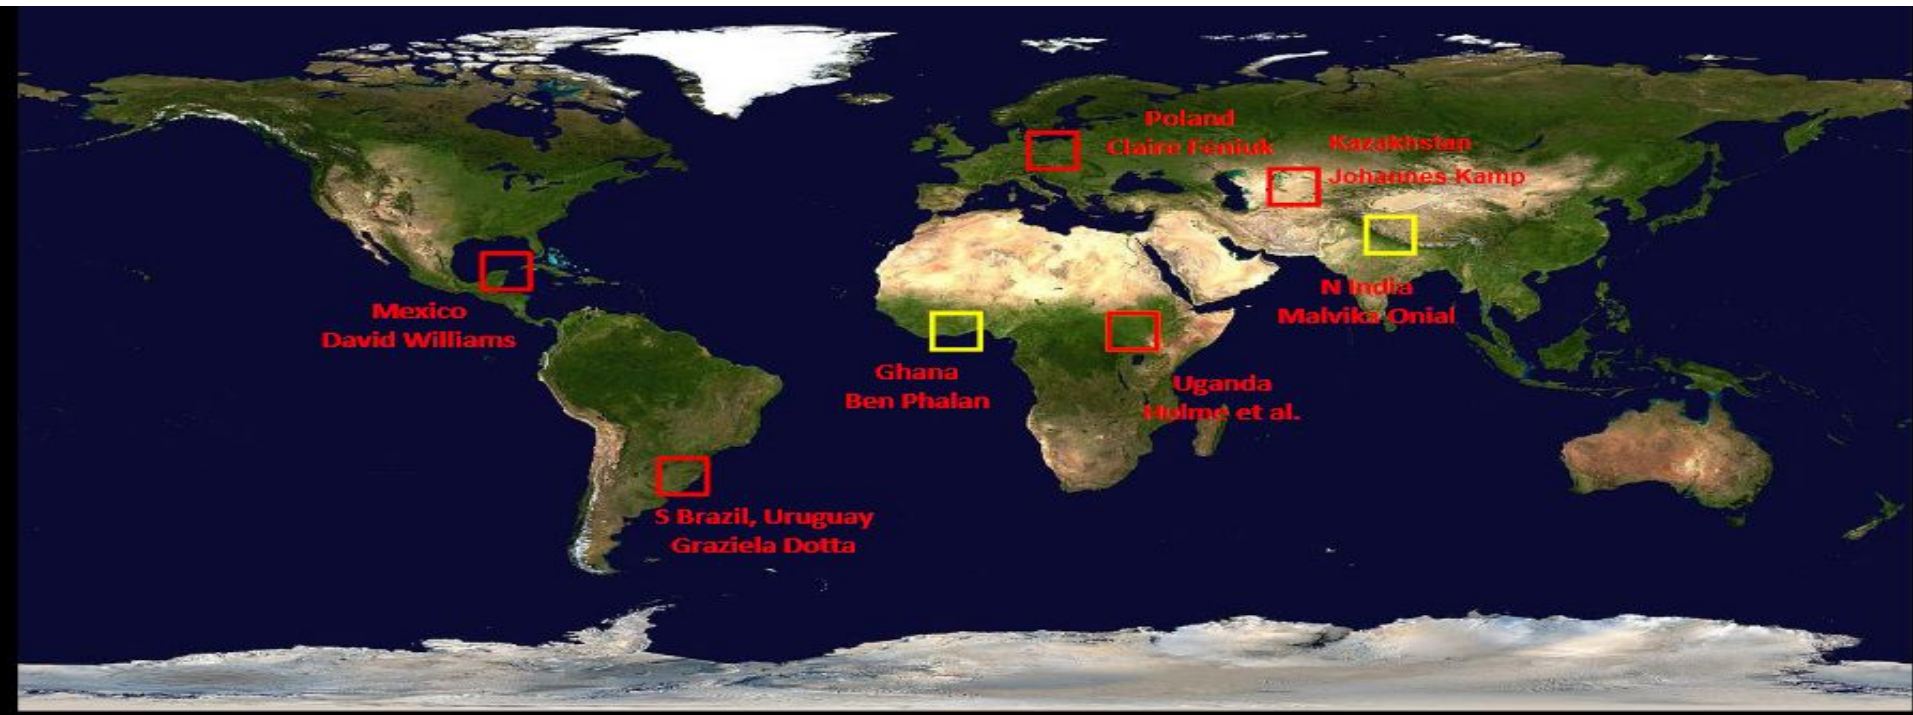 Poland
Claire Feniuk
Kazakhstan
Johannes Kamp
N India
Malvika Onial
Mexico
David Williams
Ghana
Ben Phalan
Uganda
Hulme et al.
S Brazil, Uruguay
Graziela Dotta